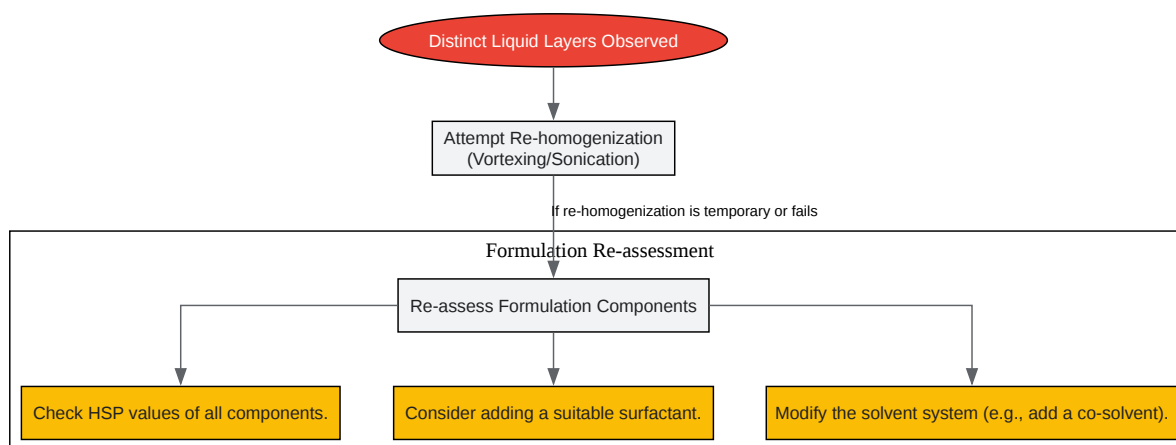 Distinct Liquid Layers Observed
Attempt Re-homogenization
(Vortexing/Sonication)
If re-homogenization is temporary or fails
Formulation Re-assessment
Re-assess Formulation Components
Check HSP values of all components.
Consider adding a suitable surfactant.
Modify the solvent system (e.g., add a co-solvent).